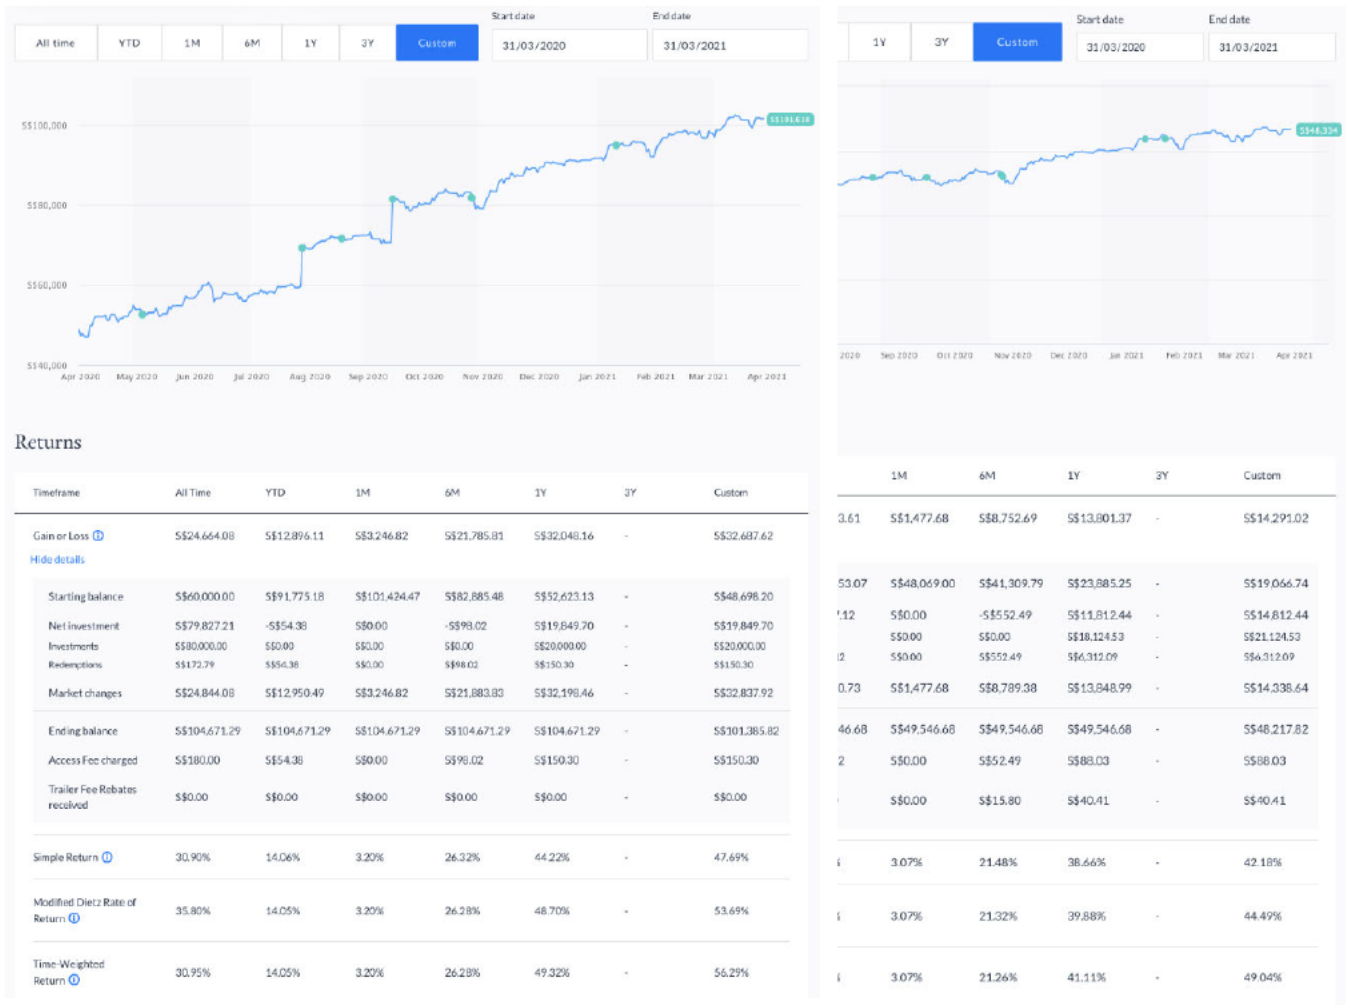 Start date End date
All time YTD 1M 6M 1Y 3Y Custom 31/03/2020 31/03/2021
S$100,000
S$101,618
S$80,000
S$60,000
S$40,000
Apr 2020 May 2020 Jun 2020 Jul 2020 Aug 2020 Sep 2020 Oct 2020 Nov 2020 Dec 2020 Jan 2021 Feb 2021 Mar 2021 Apr 2021
Returns
Timeframe All Time YTD 1M 6M 1Y 3Y Custom
Gain or Loss S$24,664.08 S$12,896.11 S$3,246.82 S$21,785.81 S$32,048.16 - S$32,687.62
Hide details
Starting balance S$60,000.00 S$91,775.18 S$101,424.47 S$82,885.48 S$52,623.13 - S$48,698.20
Net investment S$79,827.21 -S$54.38 S$0.00 -S$98.02 S$19,849.70 - S$19,849.70
Investments S$80,000.00 S$0.00 S$0.00 S$0.00 S$20,000.00 - S$20,000.00
Redemptions S$172.79 S$54.38 S$0.00 S$98.02 S$150.30 - S$150.30
Market changes S$24,844.08 S$12,950.49 S$3,246.82 S$21,883.83 S$32,198.46 - S$32,837.92
Ending balance S$104,671.29 S$104,671.29 S$104,671.29 S$104,671.29 S$104,671.29 - S$101,385.82
Access Fee charged S$180.00 S$54.38 S$0.00 S$98.02 S$150.30 - S$150.30
Trailer Fee Rebates
received S$0.00 S$0.00 S$0.00 S$0.00 S$0.00 - S$0.00
Simple Return 30.90% 14.06% 3.20% 26.32% 44.22% - 47.69%
Modified Dietz Rate of
Return 35.80% 14.05% 3.20% 26.28% 48.70% - 53.69%
Time-Weighted
Return 30.95% 14.05% 3.20% 26.28% 49.32% - 56.29%
Start date End date
1Y 3Y Custom 31/03/2020 31/03/2021
S$48,334
2020 Sep 2020 Oct 2020 Nov 2020 Dec 2020 Jan 2021 Feb 2021 Mar 2021 Apr 2021
1M 6M 1Y 3Y Custom
3.61 S$1,477.68 S$8,752.69 S$13,801.37 - S$14,291.02
53.07 S$48,069.00 S$41,309.79 S$23,885.25 - S$19,066.74
.12 S$0.00 -S$552.49 S$11,812.44 - S$14,812.44
S$0.00 S$0.00 S$18,124.53 - S$21,124.53
2 S$0.00 S$552.49 S$6,312.09 - S$6,312.09
0.73 S$1,477.68 S$8,789.38 S$13,848.99 - S$14,338.64
46.68 S$49,546.68 S$49,546.68 S$49,546.68 - S$48,217.82
2 S$0.00 S$52.49 S$88.03 - S$88.03
S$0.00 S$15.80 S$40.41 - S$40.41
3.07% 21.48% 38.66% - 42.18%
3.07% 21.32% 39.88% - 44.49%
3.07% 21.26% 41.11% - 49.04%